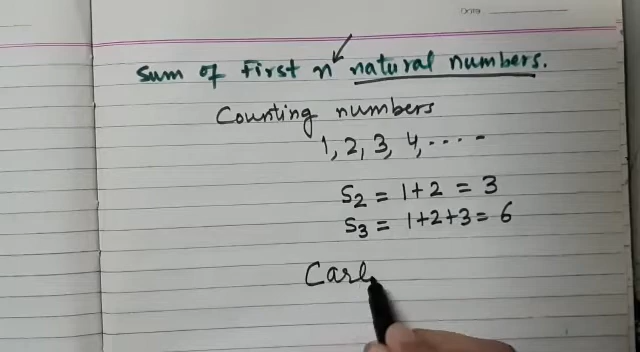 Date
Sum of First n natural numbers.
Counting numbers
1, 2, 3, 4, ....-
S₂ = 1+2 = 3
S₃ = 1+2+3 = 6
Carl